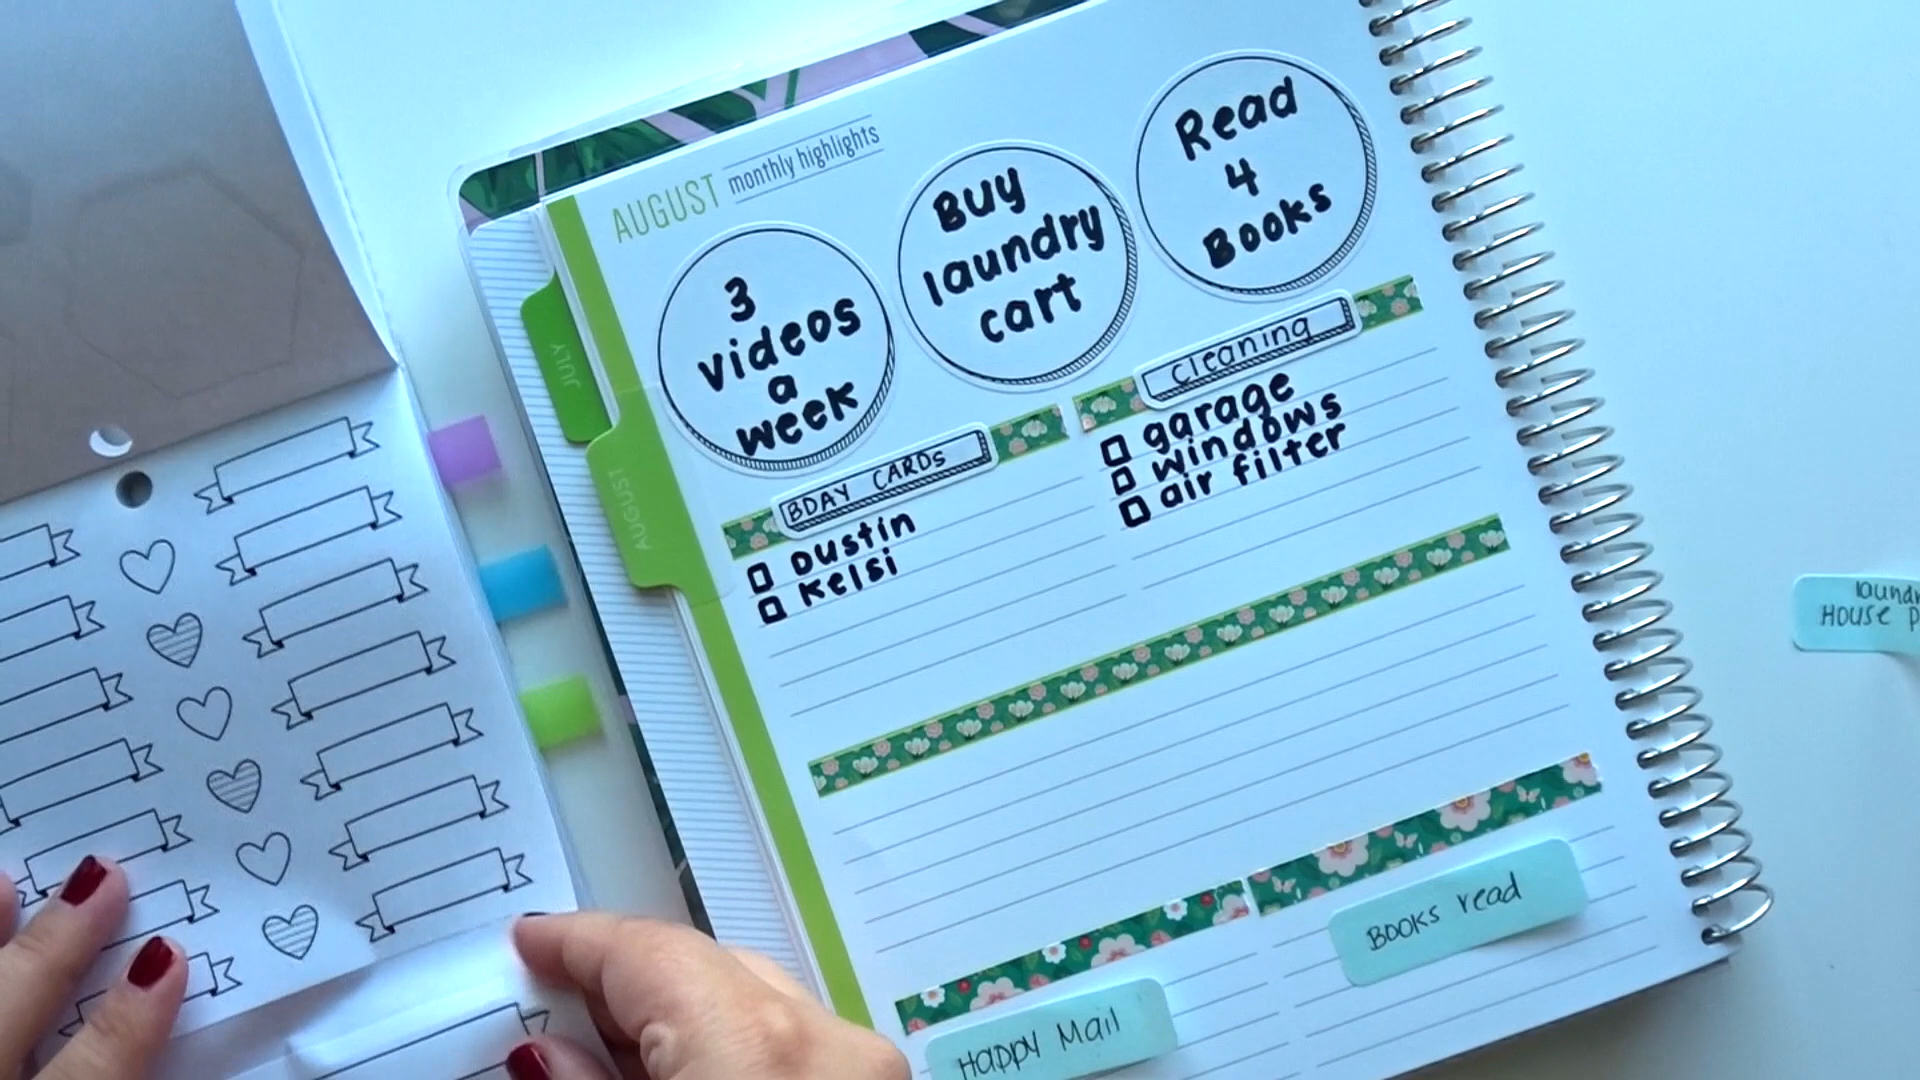 AUGUST monthly highlights
3
videos
a
week
Buy
laundry
cart
Read
4
Books
JULY
AUGUST
BDAY CARDS
Dustin
Kelsi
cleaning
garage
windows
air filter
Books read
Happy Mail
House